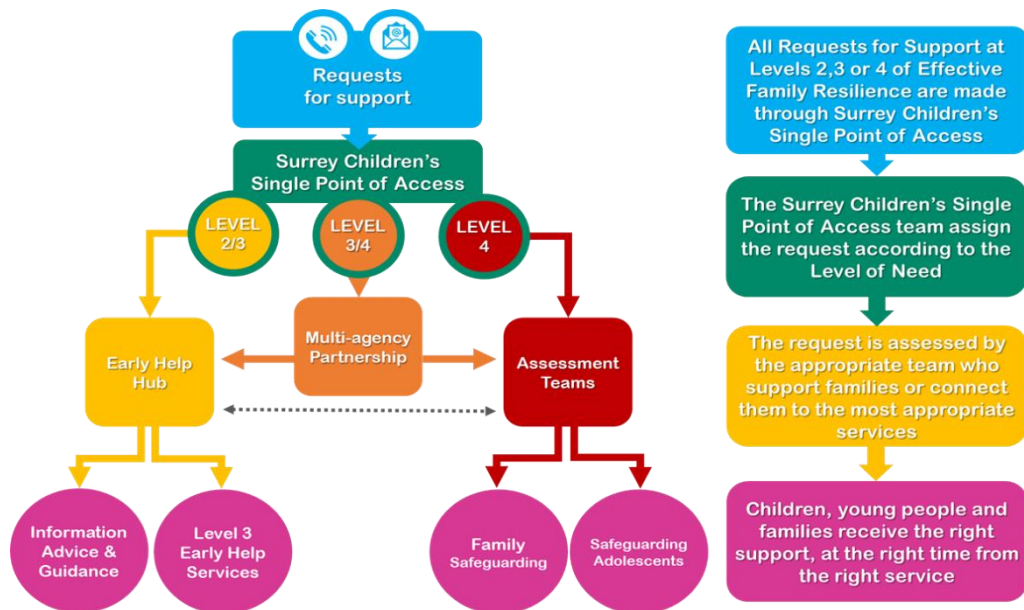 Requests
for support
Surrey Children's
Single Point of Access
LEVEL
2/3
LEVEL
3/4
LEVEL
4
Early Help
Hub
Multi-agency
Partnership
Assessment
Teams
Information
Advice &
Guidance
Level 3
Early Help
Services
Family
Safeguarding
Safeguarding
Adolescents
All Requests for Support at
Levels 2,3 or 4 of Effective
Family Resilience are made
through Surrey Children's
Single Point of Access
The Surrey Children's Single
Point of Access team assign
the request according to the
Level of Need
The request is assessed by
the appropriate team who
support families or connect
them to the most appropriate
services
Children, young people and
families receive the right
support, at the right time from
the right service